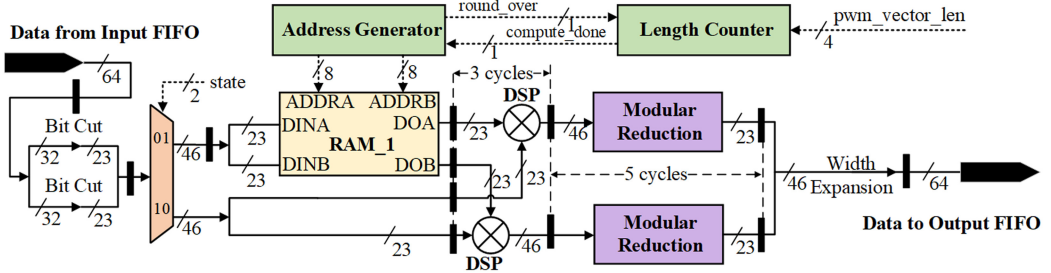 Data from Input FIFO
64
Bit Cut
32
23
Bit Cut
32
23
state
2
01
10
46
46
Address Generator
round_over
1
compute_done
1
Length Counter
pwm_vector_len
4
8
8
ADDRA
ADDRB
DINA
DOA
RAM_1
DINB
DOB
23
23
23
3 cycles
DSP
23
23
23
DSP
46
46
Modular
Reduction
23
5 cycles
Modular
Reduction
23
46
Width
Expansion
64
Data to Output FIFO